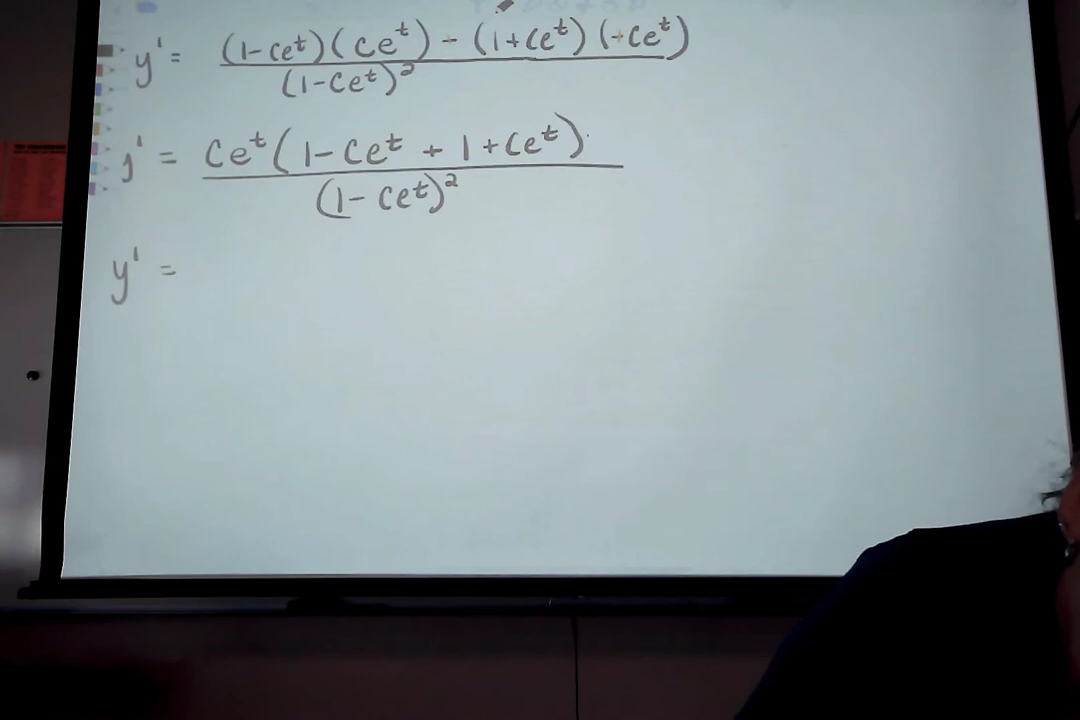 y' = (1-ce^t)(ce^t) - (1+ce^t)(-ce^t) / (1-ce^t)^2
y' = ce^t(1-ce^t + 1+ce^t) / (1-ce^t)^2
y' =